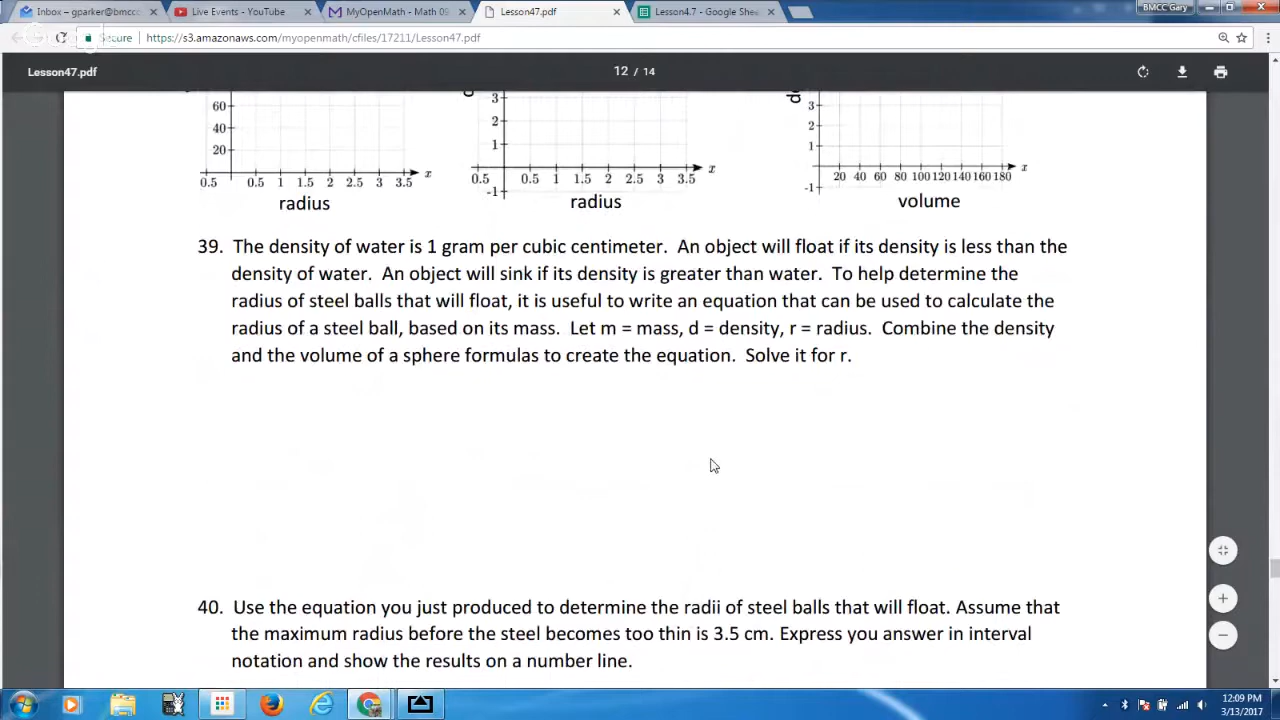 Inbox – gparker@bmcc
Live Events - YouTube
MyOpenMath - Math 09
Lesson47.pdf
Lesson4.7 - Google She
BMCC Gary
https://s3.amazonaws.com/myopenmath/cfiles/17211/Lesson47.pdf
Lesson47.pdf
12 / 14
60
40
20
0.5 0.5 1 1.5 2 2.5 3 3.5 x
radius
3
2
1
0.5 0.5 1 1.5 2 2.5 3 3.5 x
-1
radius
de
3
2
1
20 40 60 80 100 120 140 160 180 x
-1
volume
39. The density of water is 1 gram per cubic centimeter. An object will float if its density is less than the
density of water. An object will sink if its density is greater than water. To help determine the
radius of steel balls that will float, it is useful to write an equation that can be used to calculate the
radius of a steel ball, based on its mass. Let m = mass, d = density, r = radius. Combine the density
and the volume of a sphere formulas to create the equation. Solve it for r.
40. Use the equation you just produced to determine the radii of steel balls that will float. Assume that
the maximum radius before the steel becomes too thin is 3.5 cm. Express you answer in interval
notation and show the results on a number line.
12:09 PM
3/13/2017